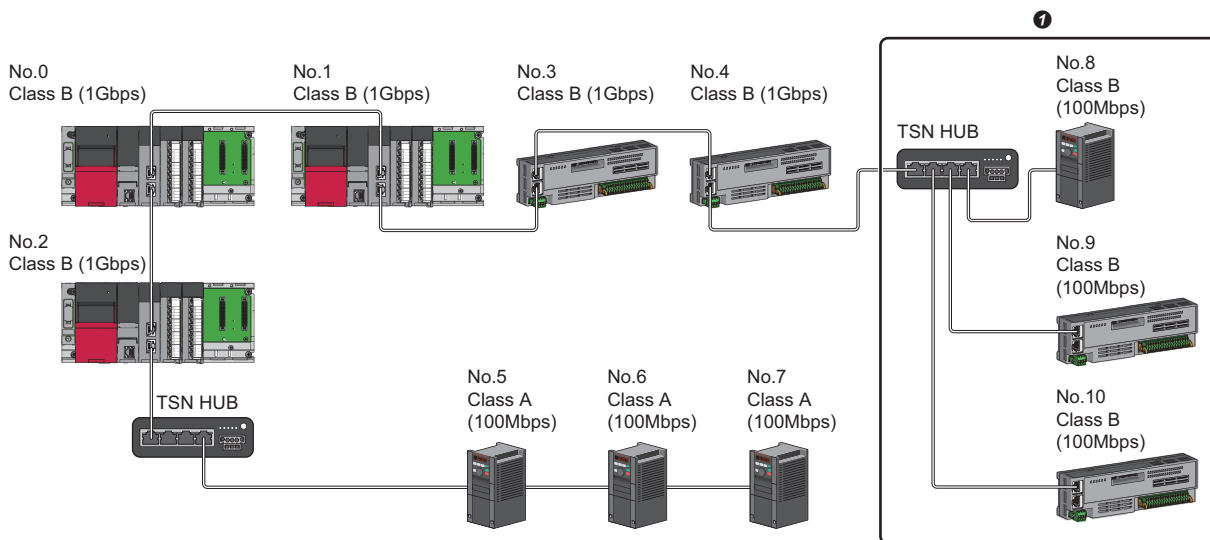 ❶
No.0
Class B (1Gbps)
No.1
Class B (1Gbps)
No.3
Class B (1Gbps)
No.4
Class B (1Gbps)
No.8
Class B
(100Mbps)
TSN HUB
No.2
Class B (1Gbps)
No.9
Class B
(100Mbps)
TSN HUB
No.5
Class A
(100Mbps)
No.6
Class A
(100Mbps)
No.7
Class A
(100Mbps)
No.10
Class B
(100Mbps)